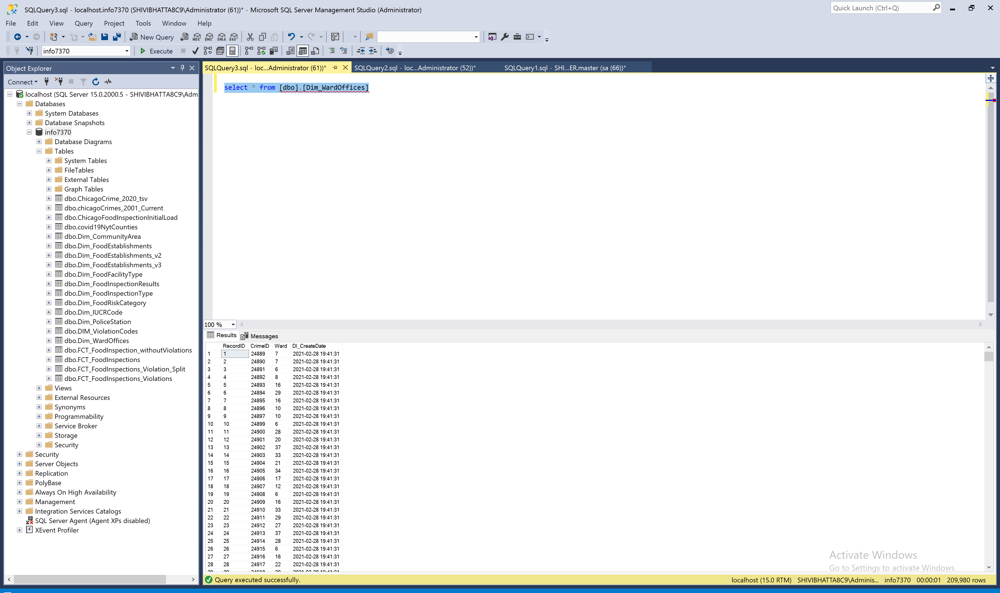 SQLQuery3.sql - localhost.info7370 (SHIVIBHATTA8C9\Administrator (61))* - Microsoft SQL Server Management Studio (Administrator)
Quick Launch (Ctrl+Q)
File Edit View Query Project Tools Window Help
New Query MDX DMX XMLA DAX
info7370 Execute
Object Explorer
SQLQuery3.sql - loc...Administrator (61))* SQLQuery2.sql - loc...Administrator (52))* SQLQuery1.sql - SHI...ER.master (sa (66))*
Connect
localhost (SQL Server 15.0.2000.5 - SHIVIBHATTA8C9\Adm
Databases
System Databases
Database Snapshots
info7370
Database Diagrams
Tables
System Tables
FileTables
External Tables
Graph Tables
dbo.ChicagoCrime_2020_tsv
dbo.chicagoCrimes_2001_Current
dbo.ChicagoFoodInspectionInitialLoad
dbo.covid19NytCounties
dbo.Dim_CommunityArea
dbo.Dim_FoodEstablishments
dbo.Dim_FoodEstablishments_v2
dbo.Dim_FoodEstablishments_v3
dbo.Dim_FoodFacilityType
dbo.Dim_FoodInspectionResults
dbo.Dim_FoodInspectionType
dbo.Dim_FoodRiskCategory
dbo.Dim_IUCRCode
dbo.Dim_PoliceStation
dbo.DIM_ViolationCodes
dbo.Dim_WardOffices
dbo.FCT_FoodInspection_withoutViolations
dbo.FCT_FoodInspections
dbo.FCT_FoodInspections_Violation_Split
dbo.FCT_FoodInspections_Violations
Views
External Resources
Synonyms
Programmability
Service Broker
Storage
Security
Security
Server Objects
Replication
PolyBase
Always On High Availability
Management
Integration Services Catalogs
SQL Server Agent (Agent XPs disabled)
XEvent Profiler
select * from [dbo].[Dim_WardOffices]
100 %
Results Messages
RecordID CrimeID Ward DI_CreateDate
1 1 24889 7 2021-02-28 19:41:31
2 2 24890 7 2021-02-28 19:41:31
3 3 24891 6 2021-02-28 19:41:31
4 4 24892 8 2021-02-28 19:41:31
5 5 24893 16 2021-02-28 19:41:31
6 6 24894 29 2021-02-28 19:41:31
7 7 24895 16 2021-02-28 19:41:31
8 8 24896 10 2021-02-28 19:41:31
9 9 24897 10 2021-02-28 19:41:31
10 10 24899 6 2021-02-28 19:41:31
11 11 24900 28 2021-02-28 19:41:31
12 12 24901 20 2021-02-28 19:41:31
13 13 24902 37 2021-02-28 19:41:31
14 14 24903 33 2021-02-28 19:41:31
15 15 24904 21 2021-02-28 19:41:31
16 16 24905 34 2021-02-28 19:41:31
17 17 24906 17 2021-02-28 19:41:31
18 18 24907 12 2021-02-28 19:41:31
19 19 24908 6 2021-02-28 19:41:31
20 20 24909 16 2021-02-28 19:41:31
21 21 24910 33 2021-02-28 19:41:31
22 22 24911 29 2021-02-28 19:41:31
23 23 24912 27 2021-02-28 19:41:31
24 24 24913 37 2021-02-28 19:41:31
25 25 24914 28 2021-02-28 19:41:31
26 26 24915 6 2021-02-28 19:41:31
27 27 24916 16 2021-02-28 19:41:31
28 28 24917 22 2021-02-28 19:41:31
Activate Windows
Go to Settings to activate Windows.
Query executed successfully. localhost (15.0 RTM) SHIVIBHATTA8C9\Adminis... info7370 00:00:01 209,980 rows